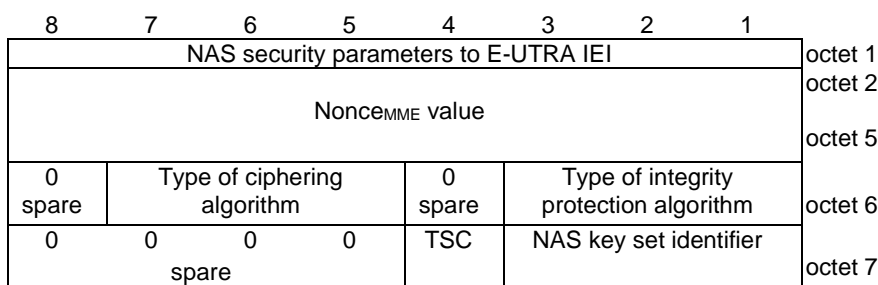 8 7 6 5 4 3 2 1
NAS security parameters to E-UTRA IEI octet 1
octet 2
NonceMME value
octet 5
0 Type of ciphering 0 Type of integrity
spare algorithm spare protection algorithm octet 6
0 0 0 0 TSC NAS key set identifier
spare octet 7